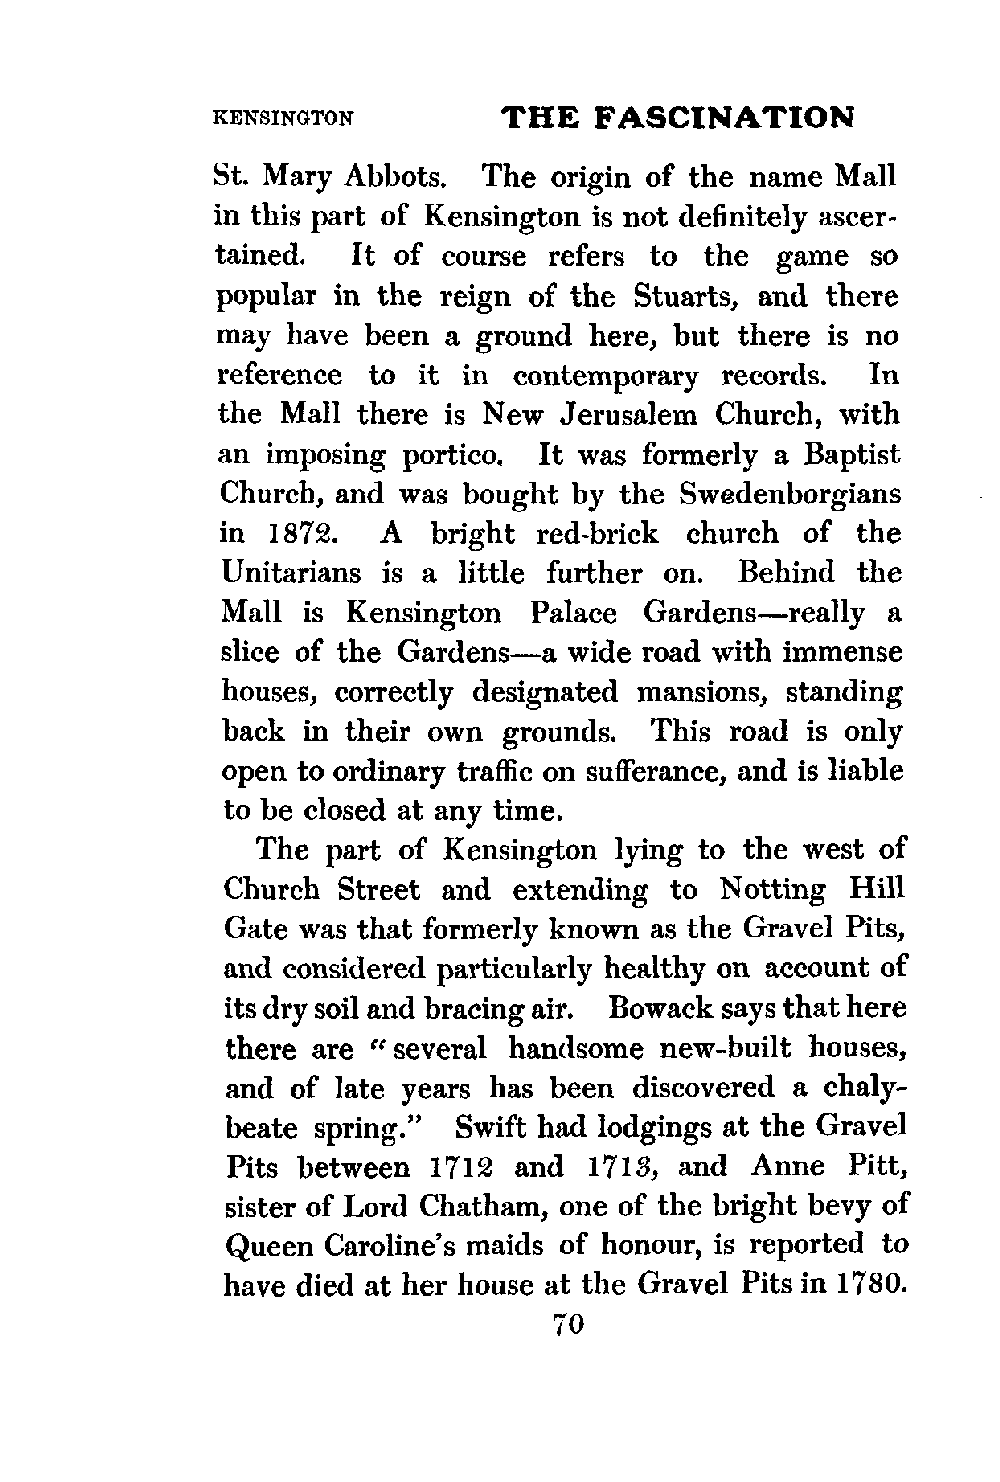 KENSINGTON THE FASCINATION
St. Mary Abbots. The origin of the name Mall
in this part of Kensington is not definitely ascer-
tained. It of course refers to the game so
popular in the reign of the Stuarts, and there
may have been a ground here, but there is no
reference to it in contemporary records. In
the Mall there is New Jerusalem Church, with
an imposing portico. It was formerly a Baptist
Church, and was bought by the Swedenborgians
in 1872. A bright red-brick church of the
Unitarians is a little further on. Behind the
Mall is Kensington Palace Gardens—really a
slice of the Gardens—a wide road with immense
houses, correctly designated mansions, standing
back in their own grounds. This road is only
open to ordinary traffic on sufferance, and is liable
to be closed at any time.
The part of Kensington lying to the west of
Church Street and extending to Notting Hill
Gate was that formerly known as the Gravel Pits,
and considered particularly healthy on account of
its dry soil and bracing air. Bowack says that here
there are "several handsome new-built houses,
and of late years has been discovered a chaly-
beate spring." Swift had lodgings at the Gravel
Pits between 1712 and 1713, and Anne Pitt,
sister of Lord Chatham, one of the bright bevy of
Queen Caroline's maids of honour, is reported to
have died at her house at the Gravel Pits in 1780.
70